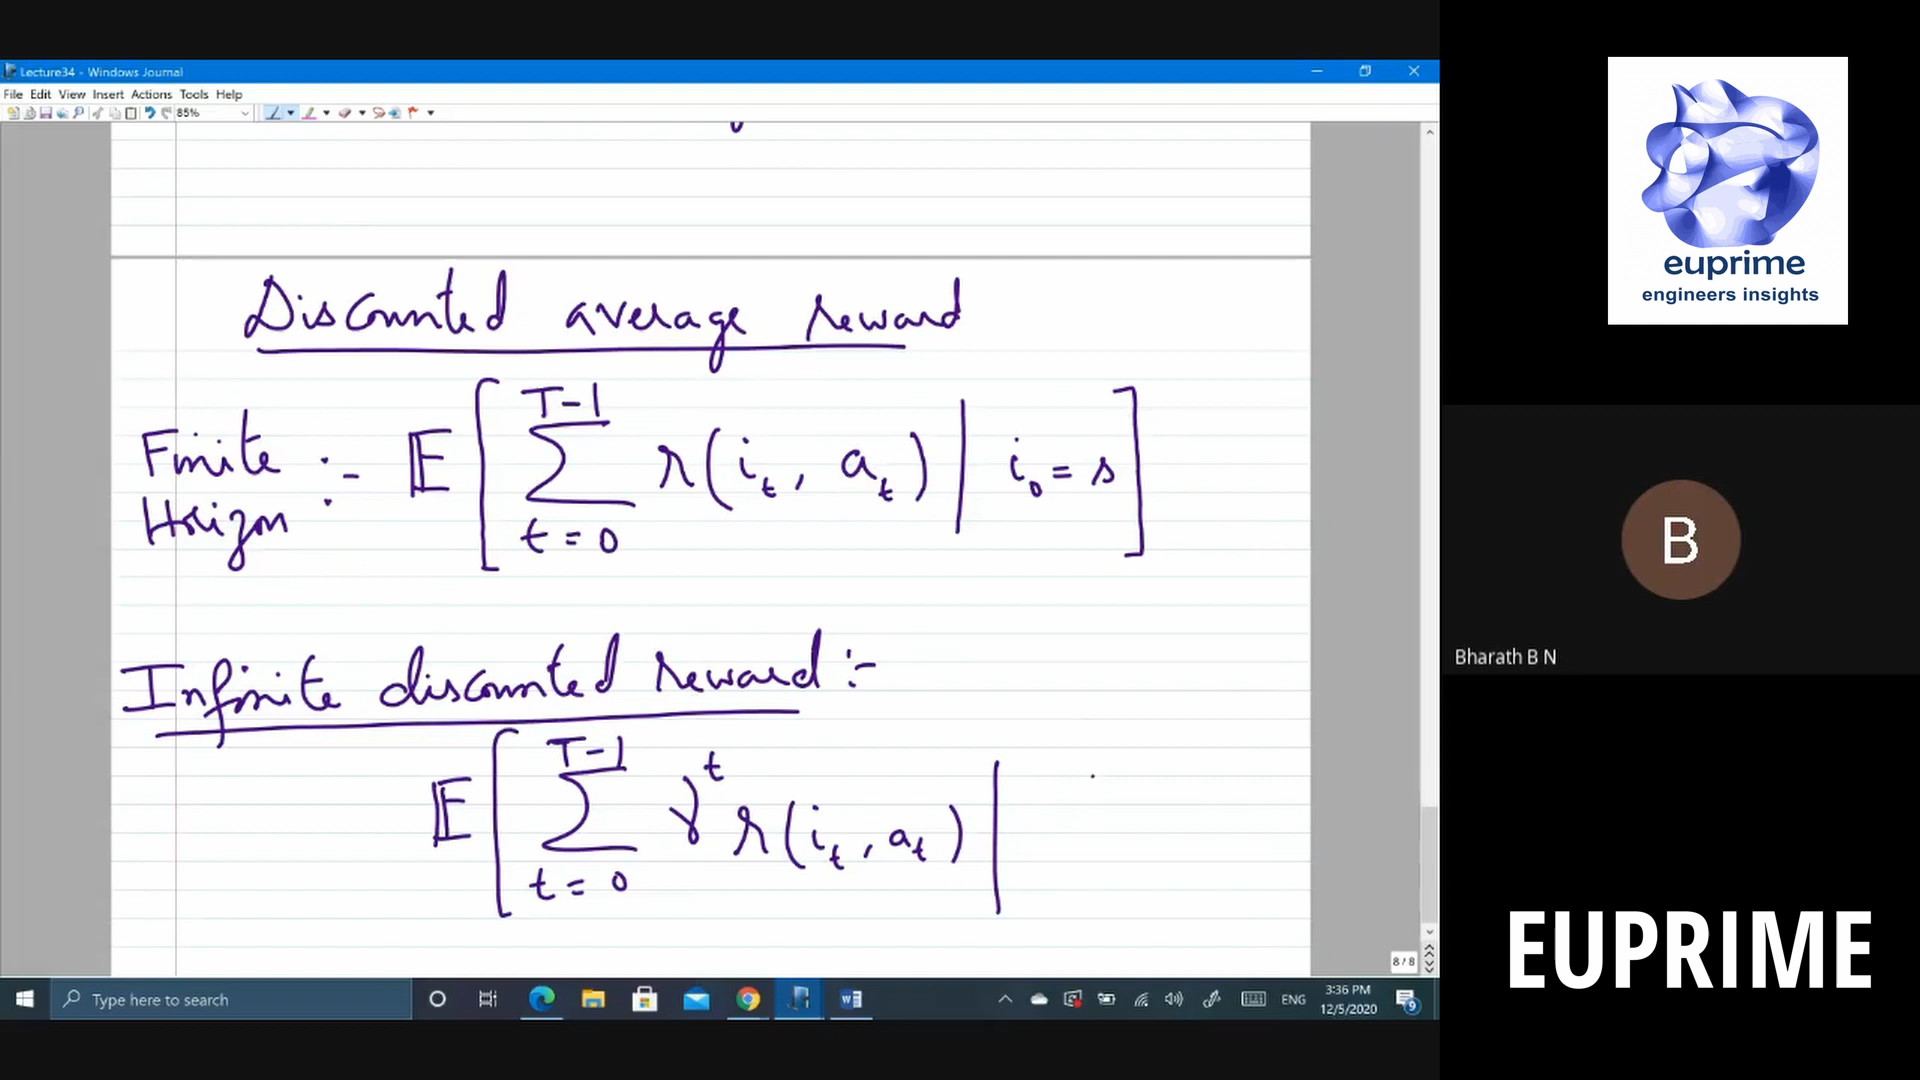 Lecture34 - Windows Journal
File Edit View Insert Actions Tools Help
85%
Discounted average reward
Finite Horizon :- 𝔼 [ ∑_{t=0}^{T-1} r(i_t, a_t) | i_0 = s ]
Infinite discounted reward :-
𝔼 [ ∑_{t=0}^{T-1} γ^t r(i_t, a_t) |
8 / 8
Type here to search
ENG
3:36 PM
12/5/2020
9
euprime
engineers insights
B
Bharath B N
EUPRIME